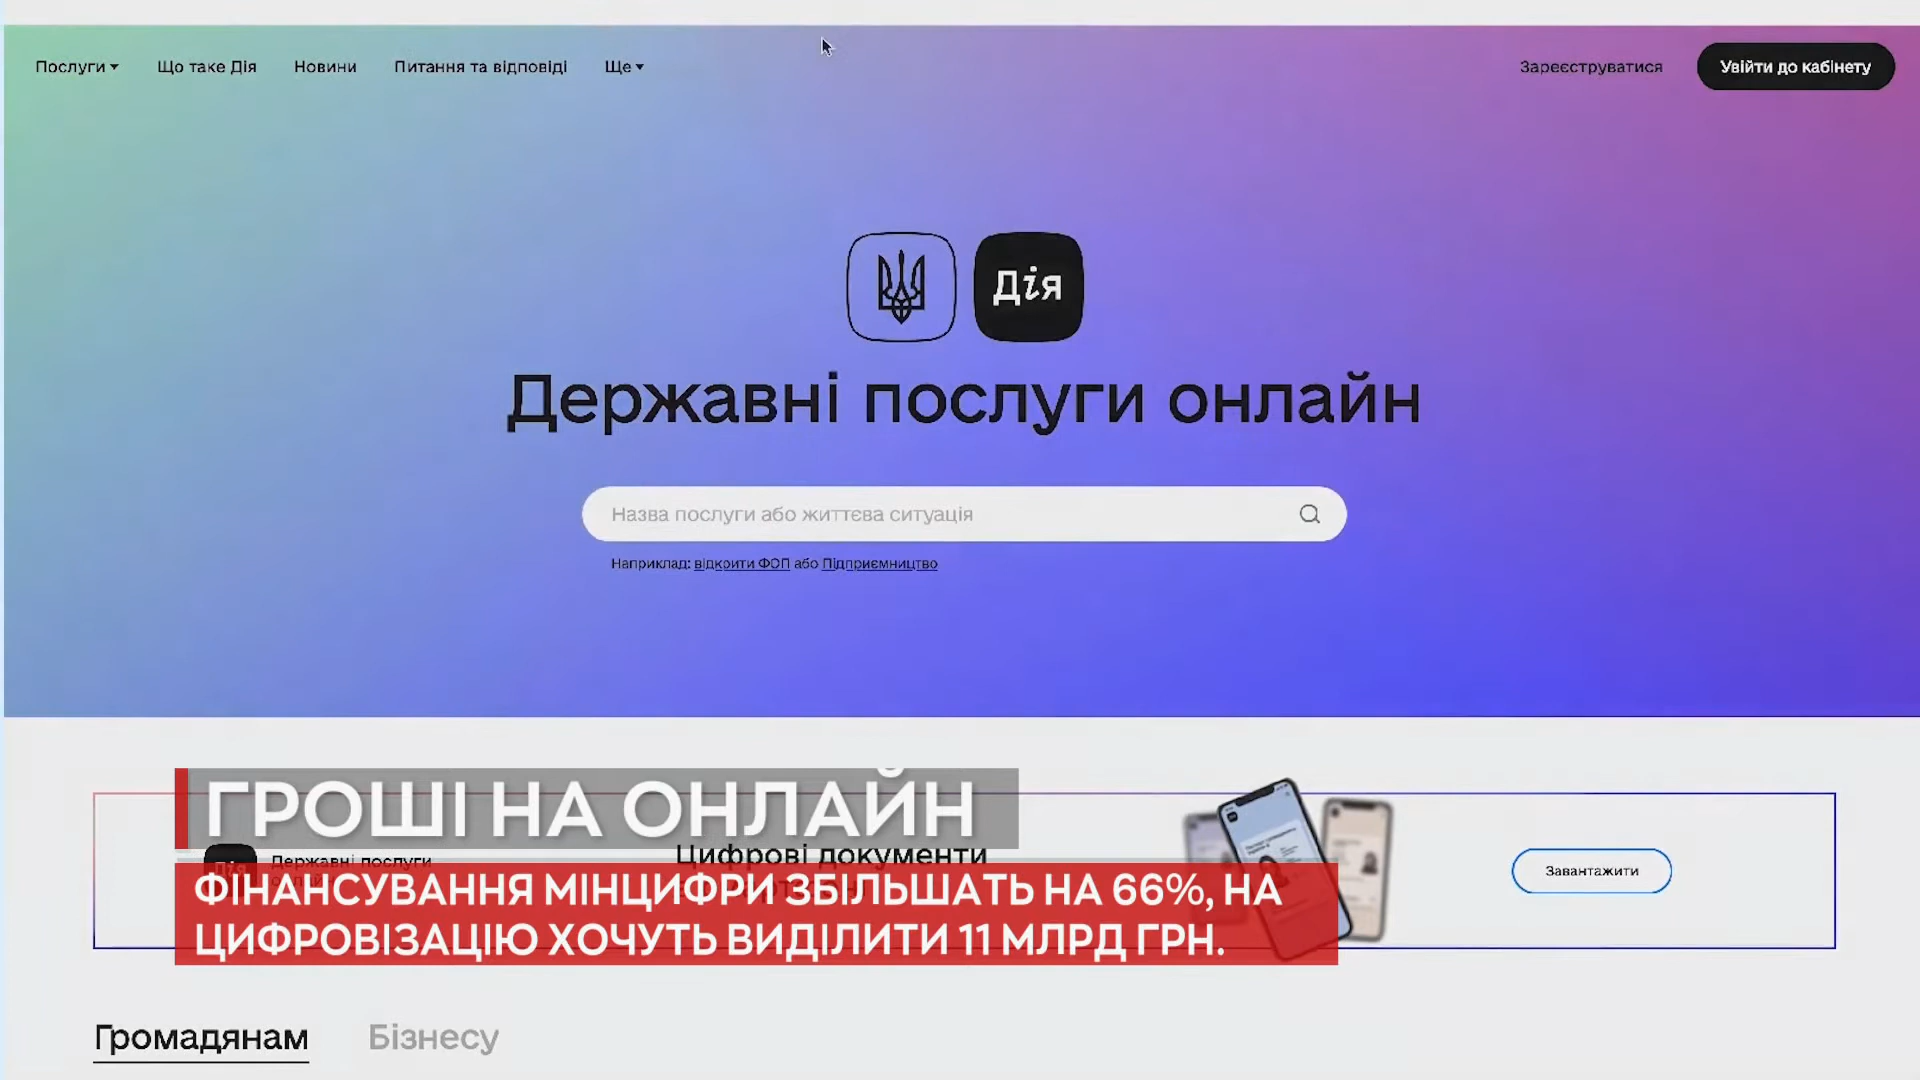 Послуги
Що таке Дія
Новини
Питання та відповіді
Ще
Зареєструватися
Увійти до кабінету
Дія
Державні послуги онлайн
Назва послуги або життєва ситуація
Наприклад: відкрити ФОП або Підприємництво
ГРОШІ НА ОНЛАЙН
Державні послуги
Цифрові документи
ФІНАНСУВАННЯ МІНЦИФРИ ЗБІЛЬШАТЬ НА 66%, НА
ЦИФРОВІЗАЦІЮ ХОЧУТЬ ВИДІЛИТИ 11 МЛРД ГРН.
Завантажити
Громадянам
Бізнесу